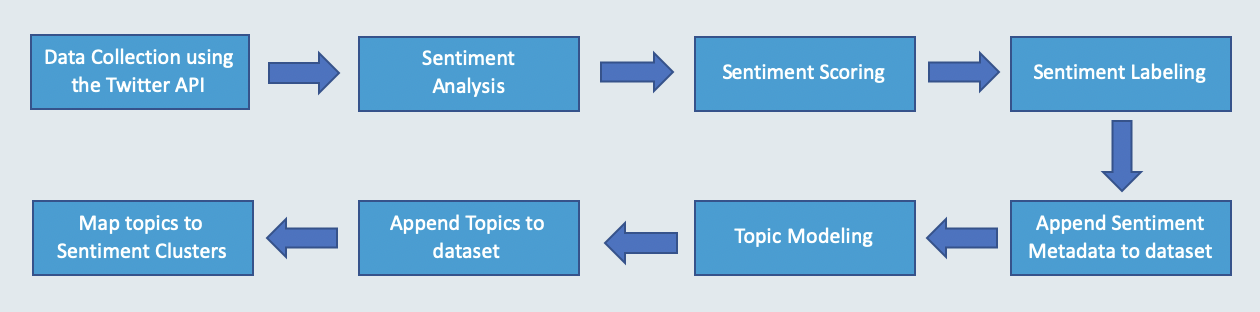 Data Collection using
the Twitter API
Sentiment
Analysis
Sentiment Scoring
Sentiment Labeling
Append Sentiment
Metadata to dataset
Topic Modeling
Append Topics to
dataset
Map topics to
Sentiment Clusters